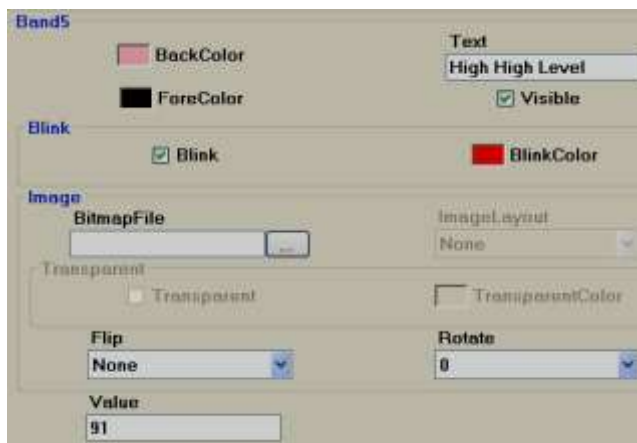 Band5
BackColor
Text
High High Level
ForeColor
Visible
Blink
Blink
BlinkColor
Image
BitmapFile
ImageLayout
...
None
Transparent
Transparent
TransparentColor
Flip
Rotate
None
0
Value
91